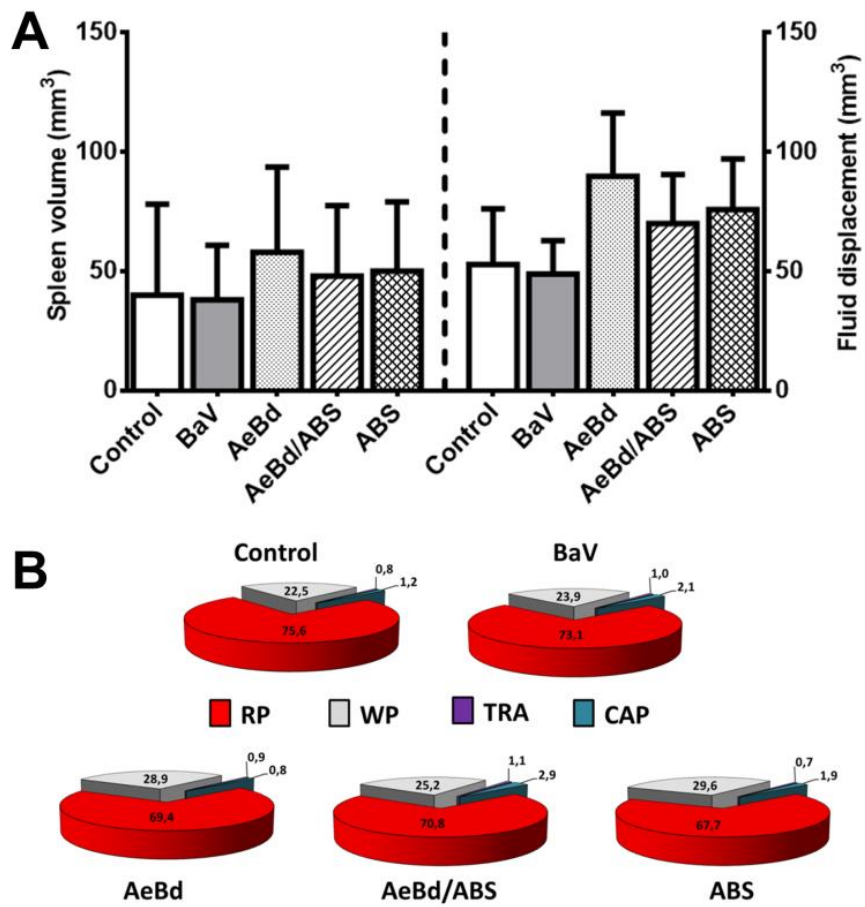 A
Spleen volume (mm³)
150
100
50
0
150
100
50
0
Fluid displacement (mm³)
Control
BaV
AeBd
AeBd/ABS
ABS
Control
BaV
AeBd
AeBd/ABS
ABS
B
Control
22,5
0,8
1,2
75,6
BaV
23,9
1,0
2,1
73,1
RP WP TRA CAP
28,9
0,9
0,8
69,4
AeBd
25,2
1,1
2,9
70,8
AeBd/ABS
29,6
0,7
1,9
67,7
ABS